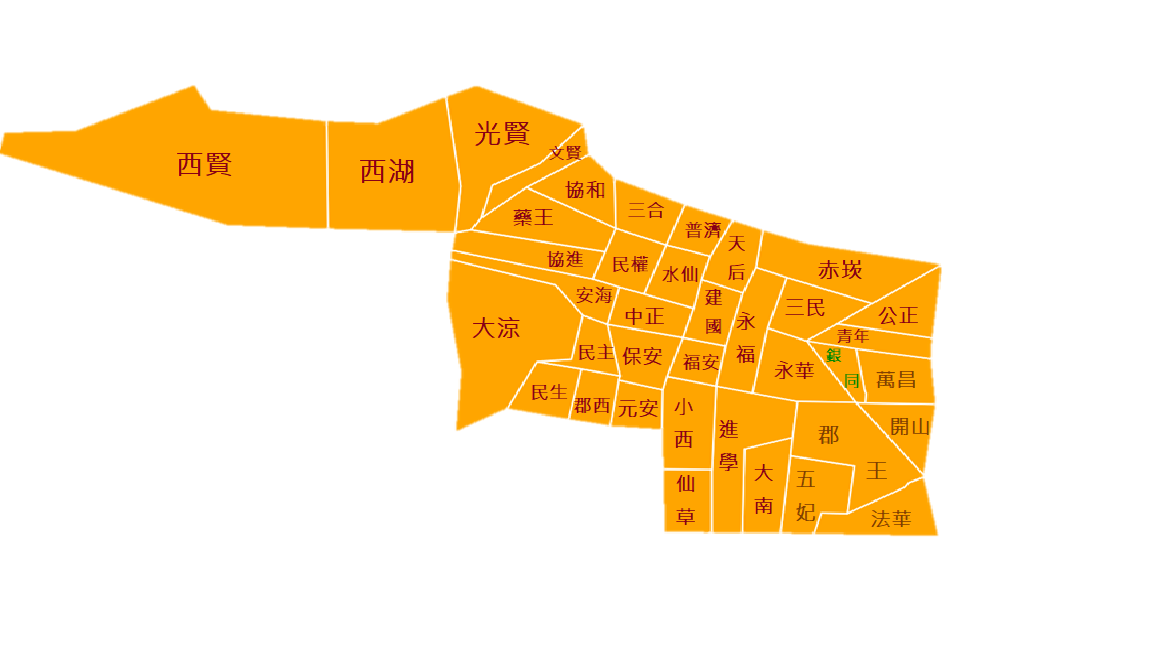 西賢
西湖
光賢
文賢
協和
藥王
三合
普濟
天后
協進
民權
水仙
赤崁
安海
中正
建國
永福
三民
公正
大涼
民主
保安
福安
青年
銀同
永華
萬昌
民生
郡西
元安
小西
進學
郡王
開山
仙草
大南
五妃
法華